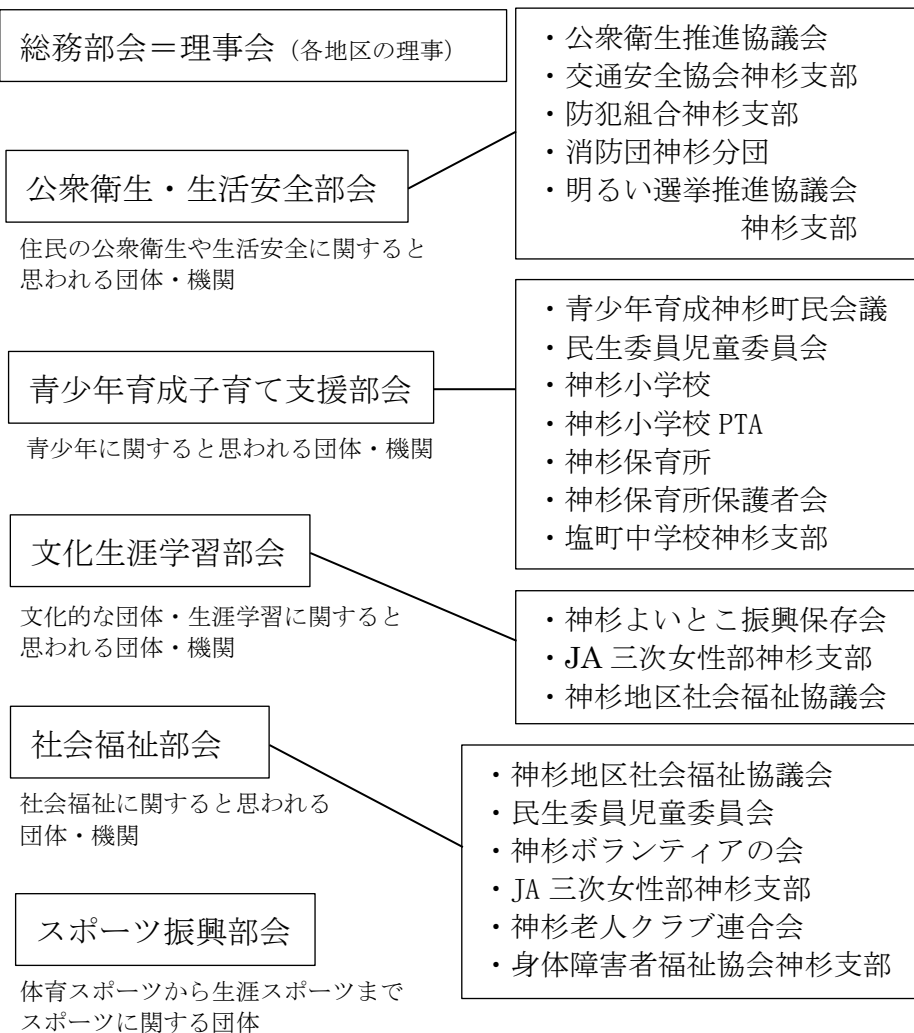 総務部会＝理事会（各地区の理事）
・公衆衛生推進協議会
・交通安全協会神杉支部
・防犯組合神杉支部
・消防団神杉分団
・明るい選挙推進協議会
神杉支部
公衆衛生・生活安全部会
住民の公衆衛生や生活安全に関すると
思われる団体・機関
・青少年育成神杉町民会議
・民生委員児童委員会
・神杉小学校
・神杉小学校 PTA
・神杉保育所
・神杉保育所保護者会
・塩町中学校神杉支部
青少年育成子育て支援部会
青少年に関すると思われる団体・機関
文化生涯学習部会
文化的な団体・生涯学習に関すると
思われる団体・機関
・神杉よいとこ振興保存会
・JA 三次女性部神杉支部
・神杉地区社会福祉協議会
社会福祉部会
社会福祉に関すると思われる
団体・機関
・神杉地区社会福祉協議会
・民生委員児童委員会
・神杉ボランティアの会
・JA 三次女性部神杉支部
・神杉老人クラブ連合会
・身体障害者福祉協会神杉支部
スポーツ振興部会
体育スポーツから生涯スポーツまで
スポーツに関する団体